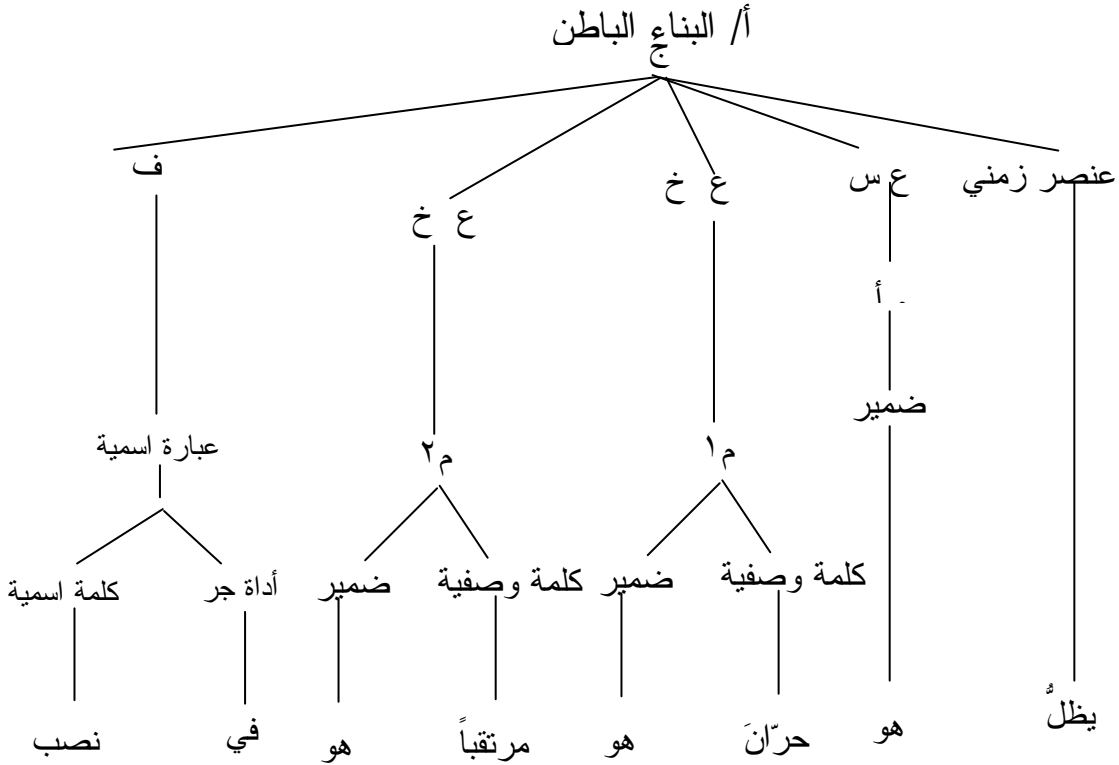 أ/ البناء الباطن
ج
عنصر زمني ع س ع خ ع خ ف
أ
ضمير
م١ م٢ عبارة اسمية
كلمة وصفية ضمير كلمة وصفية ضمير أداة جر كلمة اسمية
يظلُّ هو حرّانَ هو مرتقباً هو في نصب